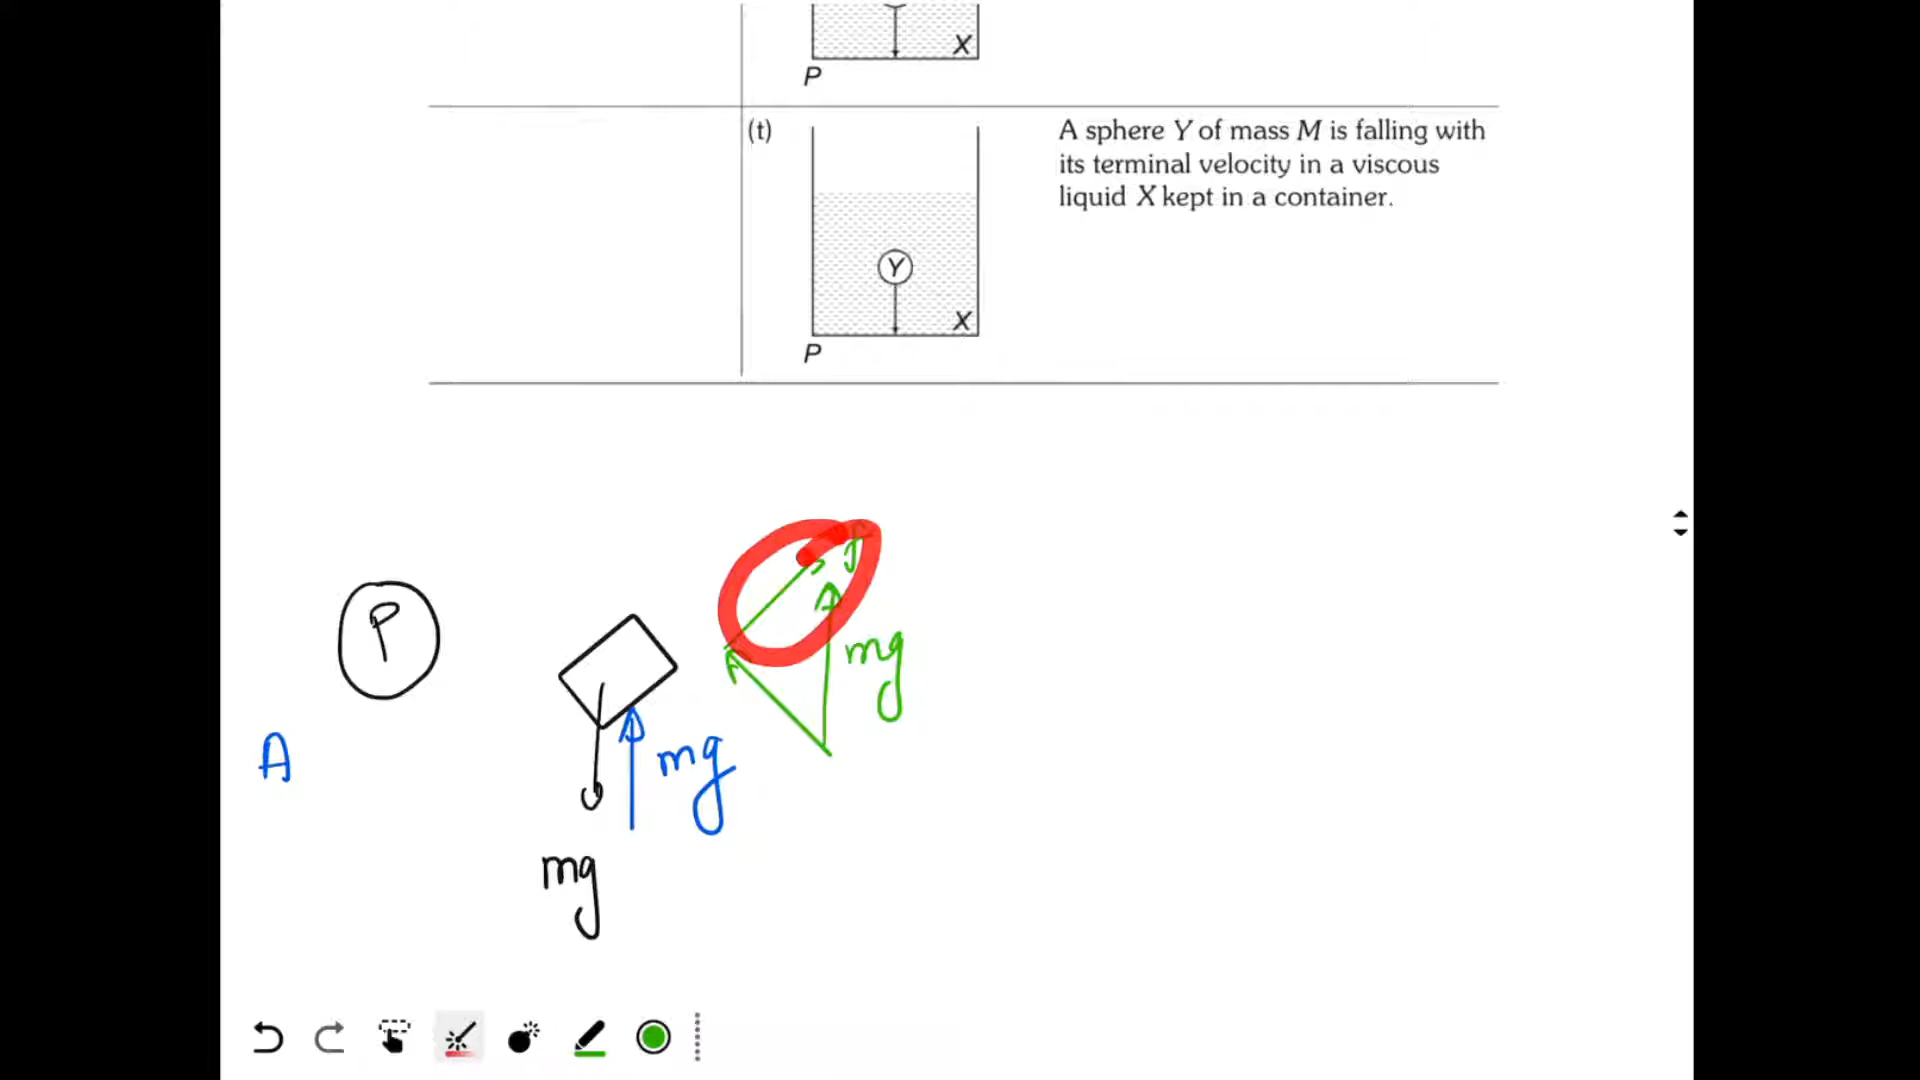 X
P
(t)
A sphere Y of mass M is falling with
its terminal velocity in a viscous
liquid X kept in a container.
Y
X
P
P
f
mg
A
mg
mg